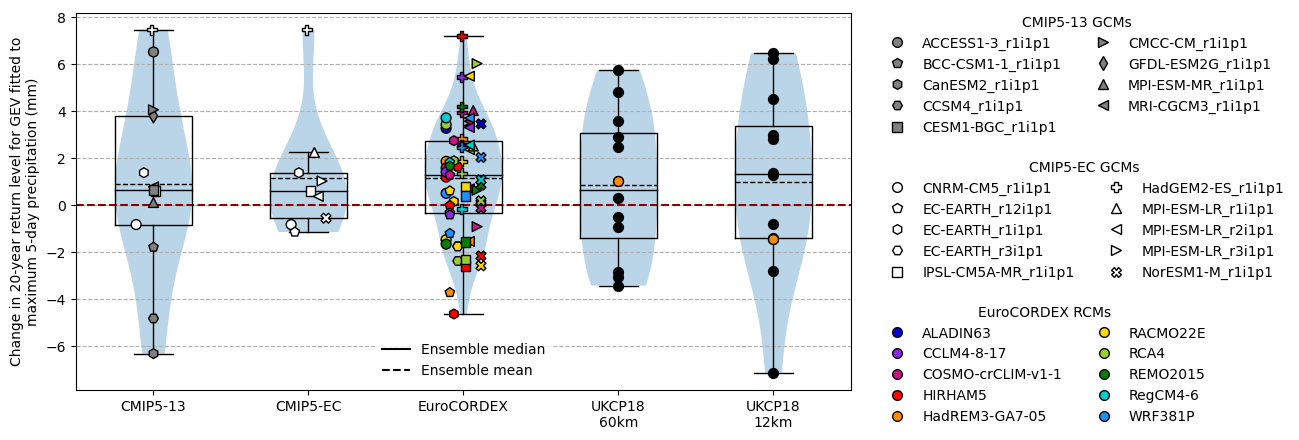 Change in 20-year return level for GEV fitted to
maximum 5-day precipitation (mm)
8
6
4
2
0
−2
−4
−6
CMIP5-13
CMIP5-EC
EuroCORDEX
UKCP18
60km
UKCP18
12km
Ensemble median
Ensemble mean
CMIP5-13 GCMs
ACCESS1-3_r1i1p1
BCC-CSM1-1_r1i1p1
CanESM2_r1i1p1
CCSM4_r1i1p1
CESM1-BGC_r1i1p1
CMCC-CM_r1i1p1
GFDL-ESM2G_r1i1p1
MPI-ESM-MR_r1i1p1
MRI-CGCM3_r1i1p1
CMIP5-EC GCMs
CNRM-CM5_r1i1p1
EC-EARTH_r12i1p1
EC-EARTH_r1i1p1
EC-EARTH_r3i1p1
IPSL-CM5A-MR_r1i1p1
HadGEM2-ES_r1i1p1
MPI-ESM-LR_r1i1p1
MPI-ESM-LR_r2i1p1
MPI-ESM-LR_r3i1p1
NorESM1-M_r1i1p1
EuroCORDEX RCMs
ALADIN63
CCLM4-8-17
COSMO-crCLIM-v1-1
HIRHAM5
HadREM3-GA7-05
RACMO22E
RCA4
REMO2015
RegCM4-6
WRF381P